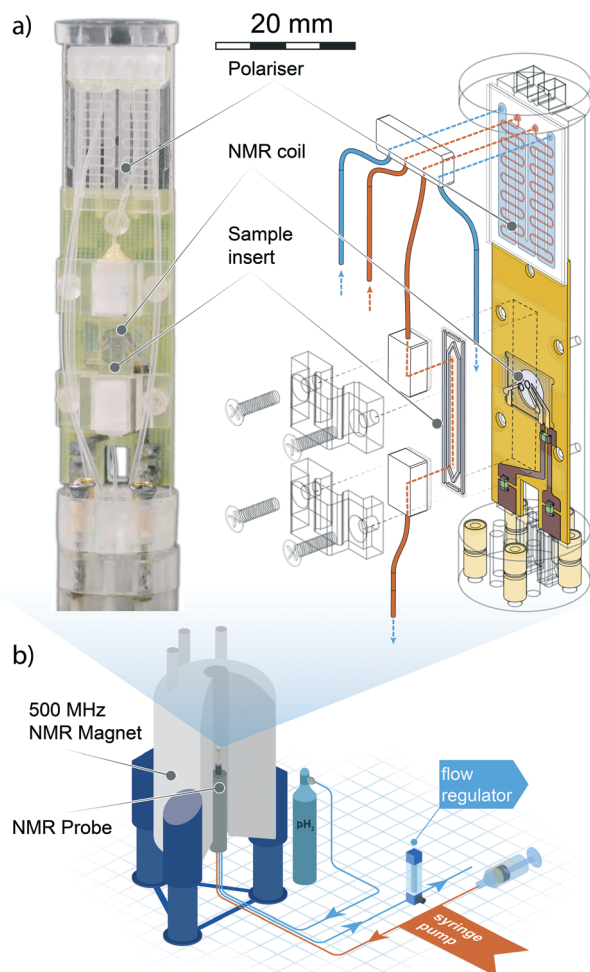 a)
20 mm
Polariser
NMR coil
Sample
insert
b)
500 MHz
NMR Magnet
NMR Probe
pH2
flow
regulator
syringe
pump